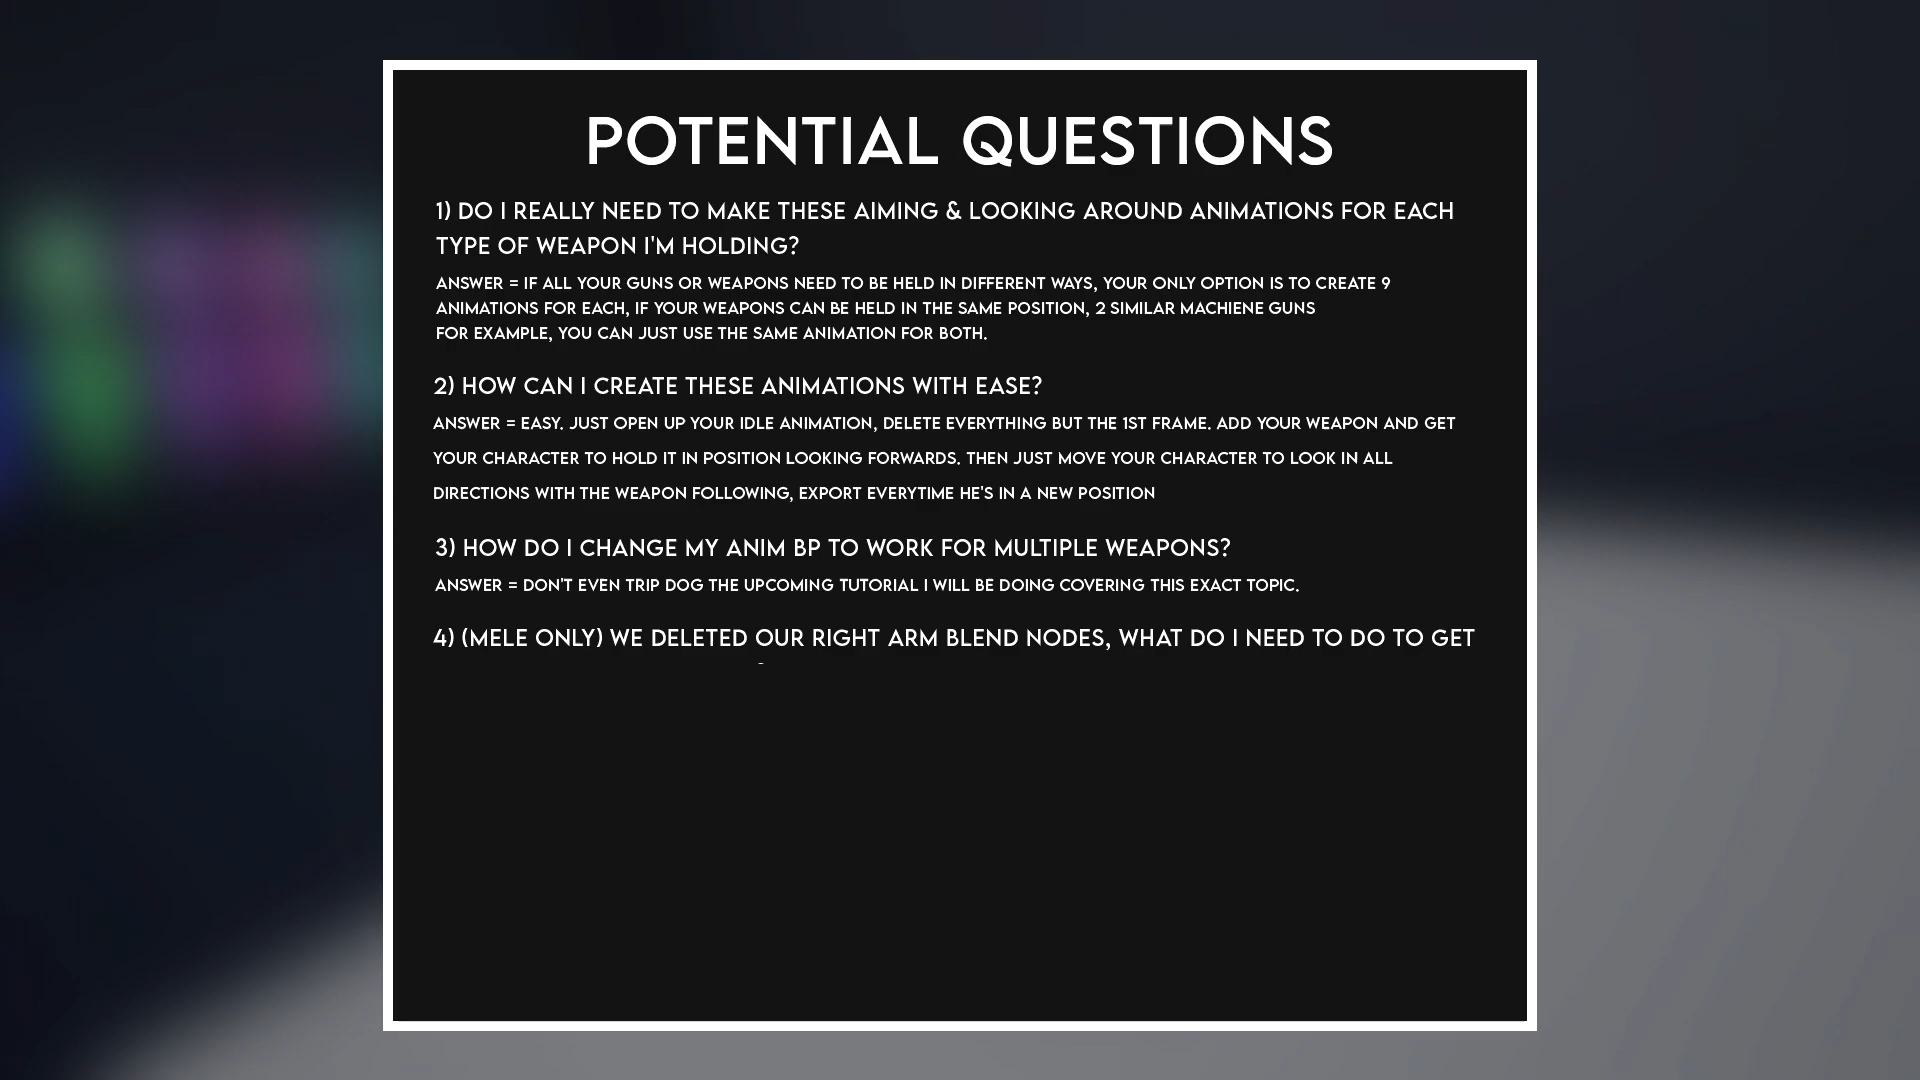 POTENTIAL QUESTIONS
1) DO I REALLY NEED TO MAKE THESE AIMING & LOOKING AROUND ANIMATIONS FOR EACH
TYPE OF WEAPON I'M HOLDING?
ANSWER = IF ALL YOUR GUNS OR WEAPONS NEED TO BE HELD IN DIFFERENT WAYS, YOUR ONLY OPTION IS TO CREATE 9
ANIMATIONS FOR EACH, IF YOUR WEAPONS CAN BE HELD IN THE SAME POSITION, 2 SIMILAR MACHIENE GUNS
FOR EXAMPLE, YOU CAN JUST USE THE SAME ANIMATION FOR BOTH.
2) HOW CAN I CREATE THESE ANIMATIONS WITH EASE?
ANSWER = EASY. JUST OPEN UP YOUR IDLE ANIMATION, DELETE EVERYTHING BUT THE 1ST FRAME. ADD YOUR WEAPON AND GET
YOUR CHARACTER TO HOLD IT IN POSITION LOOKING FORWARDS. THEN JUST MOVE YOUR CHARACTER TO LOOK IN ALL
DIRECTIONS WITH THE WEAPON FOLLOWING, EXPORT EVERYTIME HE'S IN A NEW POSITION
3) HOW DO I CHANGE MY ANIM BP TO WORK FOR MULTIPLE WEAPONS?
ANSWER = DON'T EVEN TRIP DOG THE UPCOMING TUTORIAL I WILL BE DOING COVERING THIS EXACT TOPIC.
4) (MELE ONLY) WE DELETED OUR RIGHT ARM BLEND NODES, WHAT DO I NEED TO DO TO GET